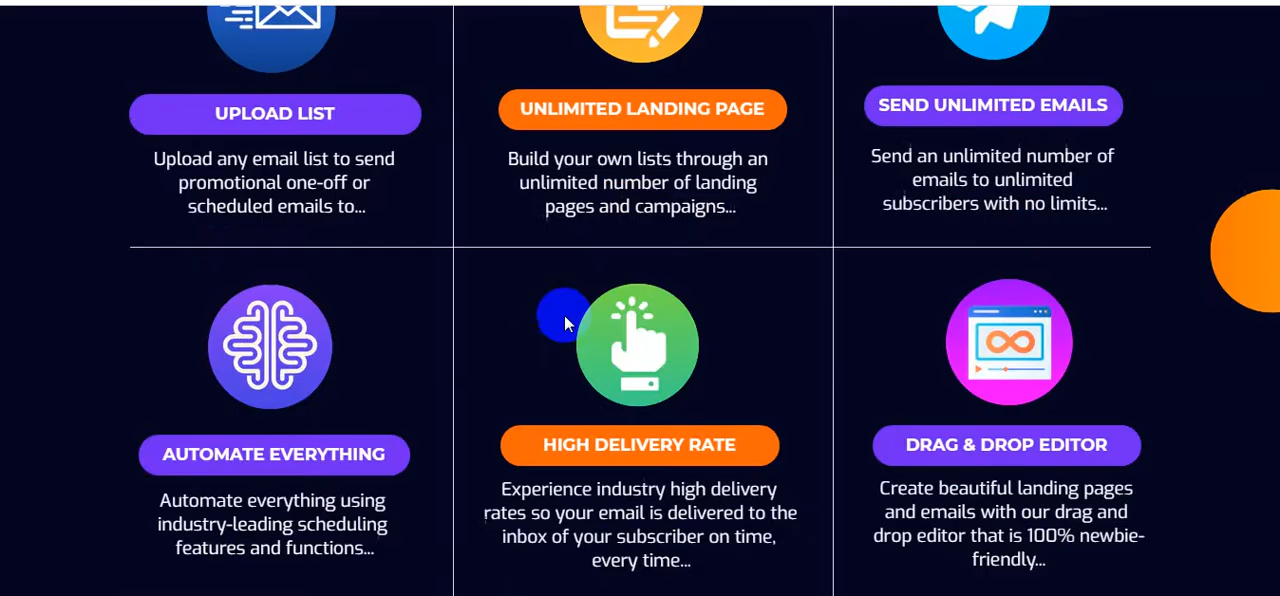 UPLOAD LIST
Upload any email list to send
promotional one-off or
scheduled emails to...
UNLIMITED LANDING PAGE
Build your own lists through an
unlimited number of landing
pages and campaigns...
SEND UNLIMITED EMAILS
Send an unlimited number of
emails to unlimited
subscribers with no limits...
AUTOMATE EVERYTHING
Automate everything using
industry-leading scheduling
features and functions...
HIGH DELIVERY RATE
Experience industry high delivery
rates so your email is delivered to the
inbox of your subscriber on time,
every time...
DRAG & DROP EDITOR
Create beautiful landing pages
and emails with our drag and
drop editor that is 100% newbie-
friendly...